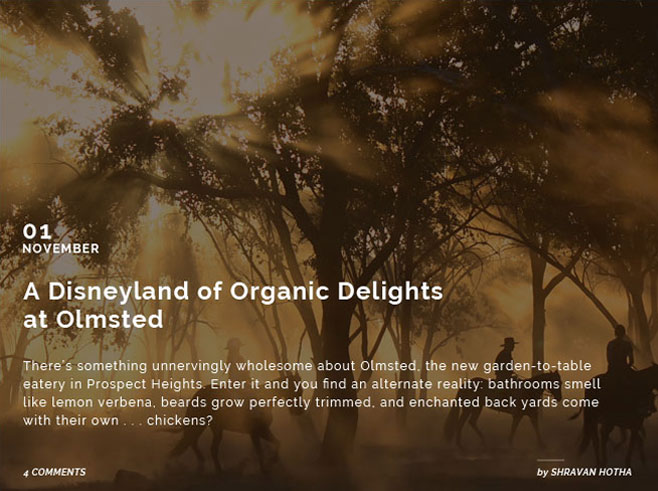 01
NOVEMBER
A Disneyland of Organic Delights
at Olmsted
There's something unnervingly wholesome about Olmsted, the new garden-to-table
eatery in Prospect Heights. Enter it and you find an alternate reality: bathrooms smell
like lemon verbena, beards grow perfectly trimmed, and enchanted back yards come
with their own . . . chickens?
4 COMMENTS
by SHRAVAN HOTHA